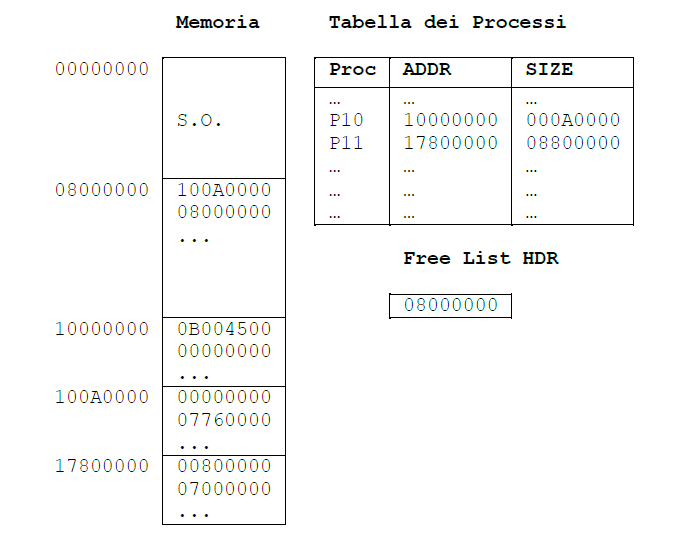 Memoria Tabella dei Processi
00000000 Proc ADDR SIZE
… … …
S.O. P10 10000000 000A0000
P11 17800000 08800000
… … …
08000000 100A0000 … … …
08000000 … … …
...
Free List HDR
08000000
10000000 0B004500
00000000
...
100A0000 00000000
07760000
...
17800000 00800000
07000000
...